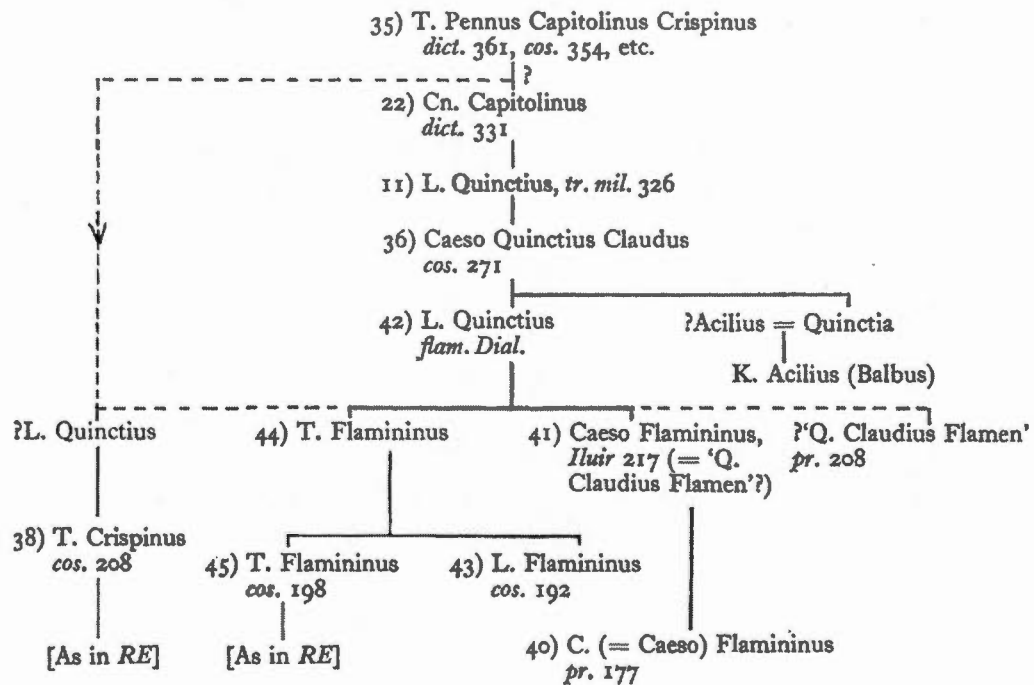 35) T. Pennus Capitolinus Crispinus
dict. 361, cos. 354, etc.
?
22) Cn. Capitolinus
dict. 331
11) L. Quinctius, tr. mil. 326
36) Caeso Quinctius Claudus
cos. 271
42) L. Quinctius
flam. Dial.
?Acilius = Quinctia
K. Acilius (Balbus)
?L. Quinctius
44) T. Flamininus
41) Caeso Flamininus,
IIuir 217 (= 'Q.
Claudius Flamen'?)
?'Q. Claudius Flamen'
pr. 208
38) T. Crispinus
cos. 208
45) T. Flamininus
cos. 198
43) L. Flamininus
cos. 192
[As in RE]
[As in RE]
40) C. (= Caeso) Flamininus
pr. 177